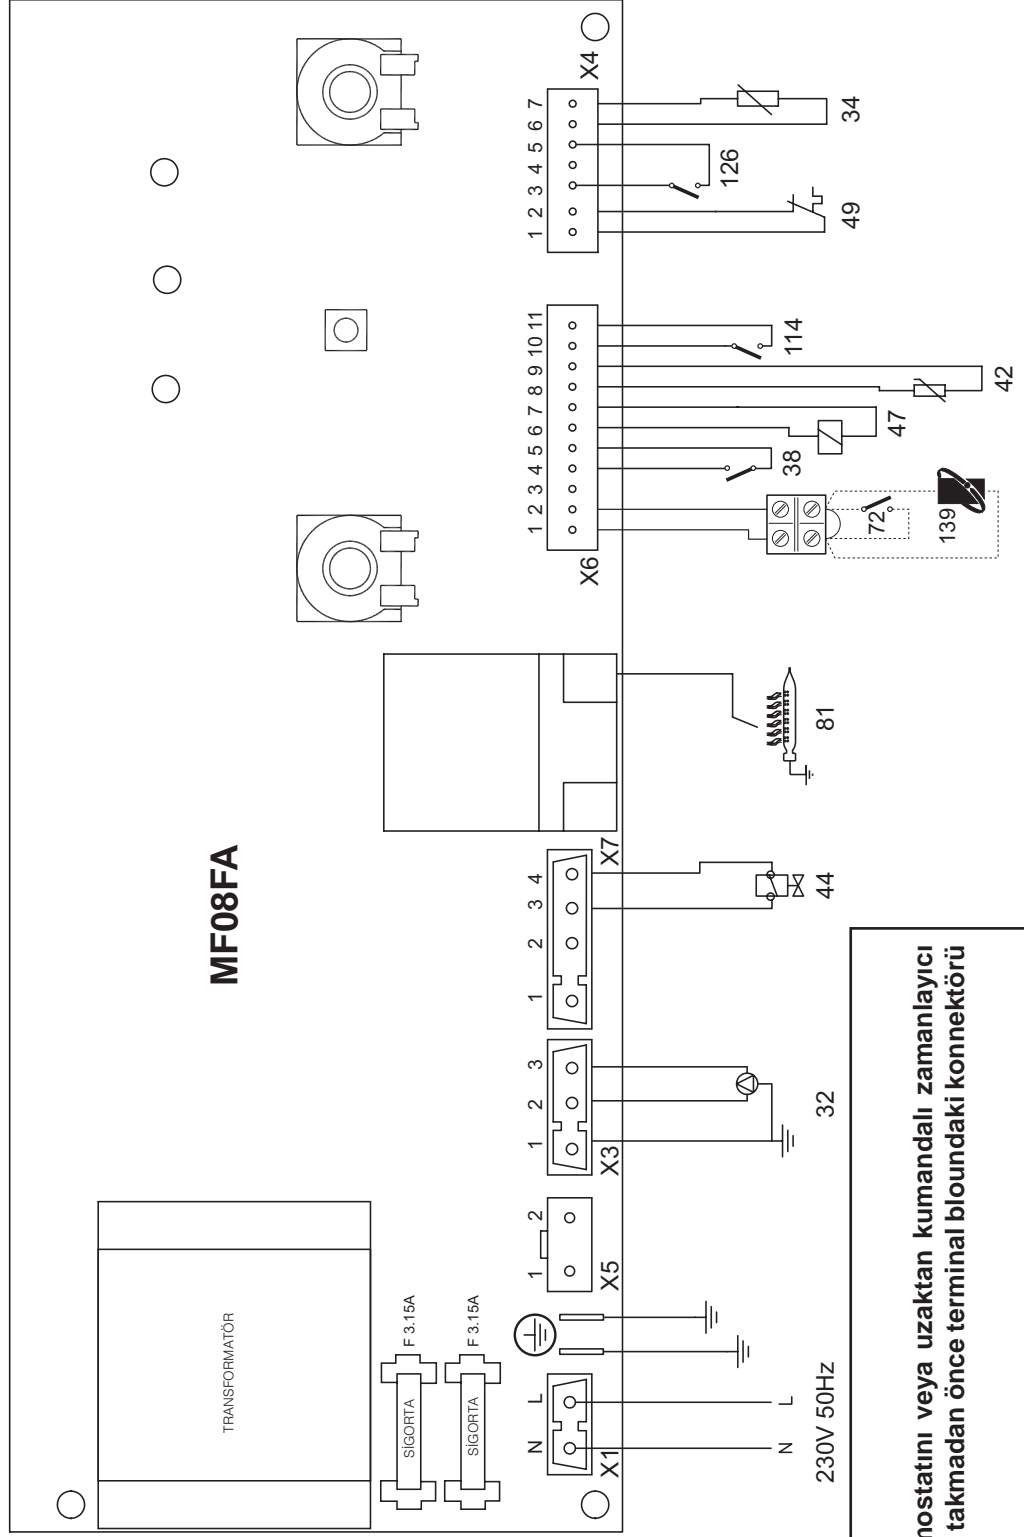 MF08FA
TRANSFORMATÖR
SİGORTA
F 3.15A
SİGORTA
F 3.15A
N L
X1
1 2
X5
1 2 3
X3
1 2 3 4
X7
1 2 3 4 5 6 7 8 9 10 11
X6
1 2 3 4 5 6 7
X4
N L
230V 50Hz
32
44
81
72
139
38
47
42
114
49
126
34
veya uzaktan kumandalı zamanlayıcı
takmadan önce terminal bloundaki konnektörü